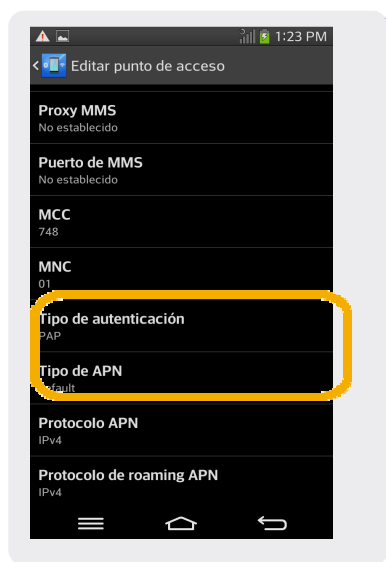 1:23 PM
Editar punto de acceso
Proxy MMS
No establecido
Puerto de MMS
No establecido
MCC
748
MNC
01
Tipo de autenticación
PAP
Tipo de APN
Default
Protocolo APN
IPv4
Protocolo de roaming APN
IPv4